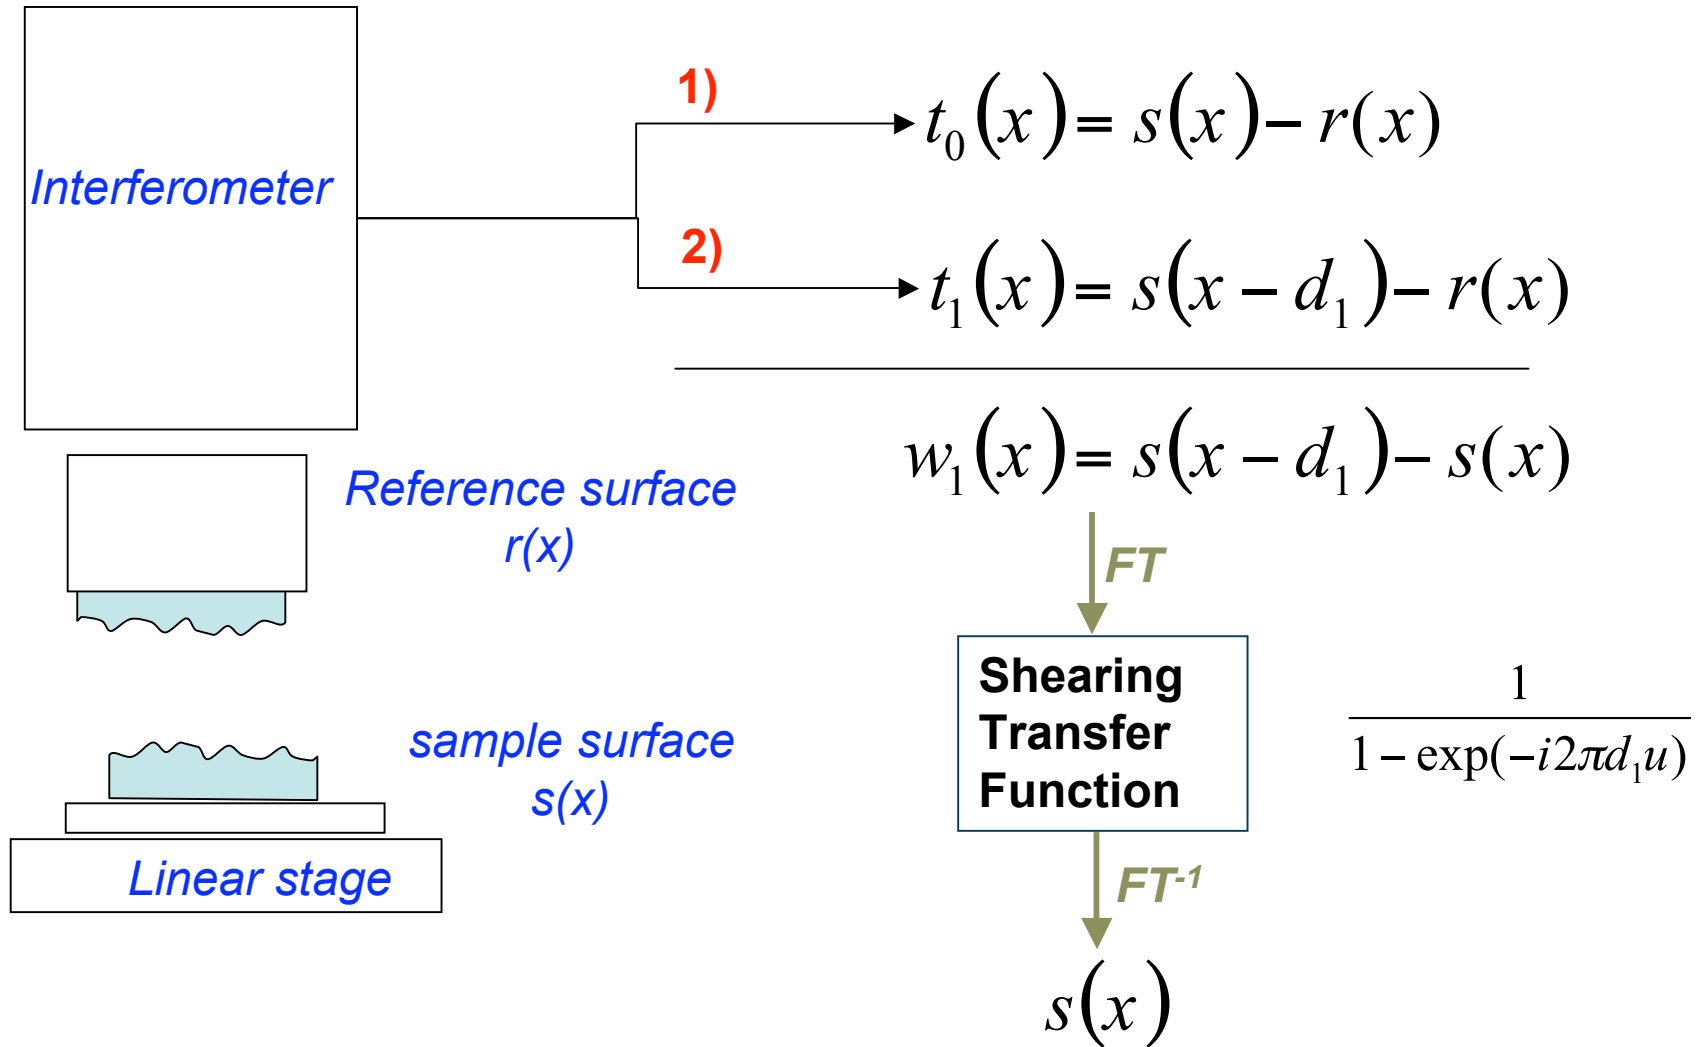 Interferometer
1)
t₀(x) = s(x) − r(x)
2)
t₁(x) = s(x − d₁) − r(x)
w₁(x) = s(x − d₁) − s(x)
Reference surface
r(x)
FT
Shearing
Transfer
Function
1
1 − exp(−i2πd₁u)
sample surface
s(x)
Linear stage
FT⁻¹
s(x)